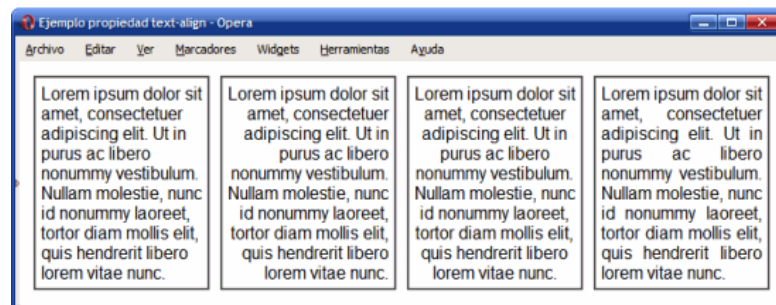 Ejemplo propiedad text-align - Opera
Archivo Editar Ver Marcadores Widgets Herramientas Ayuda
Lorem ipsum dolor sit
amet, consectetuer
adipiscing elit. Ut in
purus ac libero
nonummy vestibulum.
Nullam molestie, nunc
id nonummy laoreet,
tortor diam mollis elit,
quis hendrerit libero
lorem vitae nunc.
Lorem ipsum dolor sit
amet, consectetuer
adipiscing elit. Ut in
purus ac libero
nonummy vestibulum.
Nullam molestie, nunc
id nonummy laoreet,
tortor diam mollis elit,
quis hendrerit libero
lorem vitae nunc.
Lorem ipsum dolor sit
amet, consectetuer
adipiscing elit. Ut in
purus ac libero
nonummy vestibulum.
Nullam molestie, nunc
id nonummy laoreet,
tortor diam mollis elit,
quis hendrerit libero
lorem vitae nunc.
Lorem ipsum dolor sit
amet, consectetuer
adipiscing elit. Ut in
purus ac libero
nonummy vestibulum.
Nullam molestie, nunc
id nonummy laoreet,
tortor diam mollis elit,
quis hendrerit libero
lorem vitae nunc.